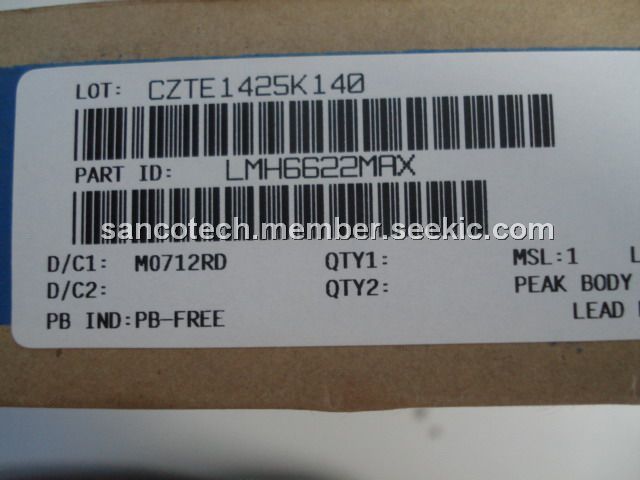 LOT: CZTE1425K140
PART ID: LMH6622MAX
sancotech.member.seekic.com
D/C1: M0712RD QTY1: MSL:1 L
D/C2: QTY2: PEAK BODY
PB IND:PB-FREE LEAD